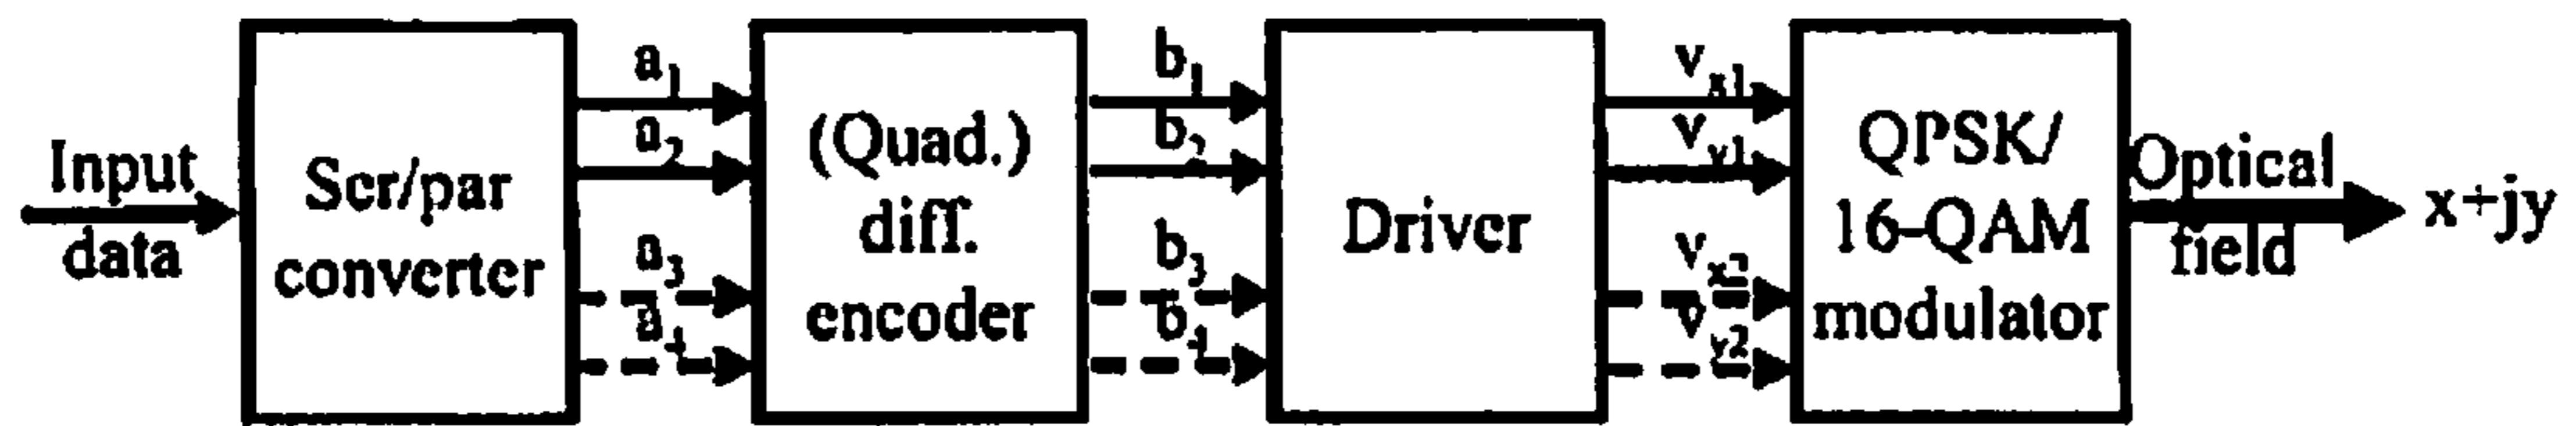 Input
data
Ser/par
converter
a1
a2
a3
a4
(Quad.)
diff.
encoder
b1
b2
b3
b4
Driver
vx1
vy1
vx2
vy2
QPSK/
16-QAM
modulator
Optical
field
x+jy